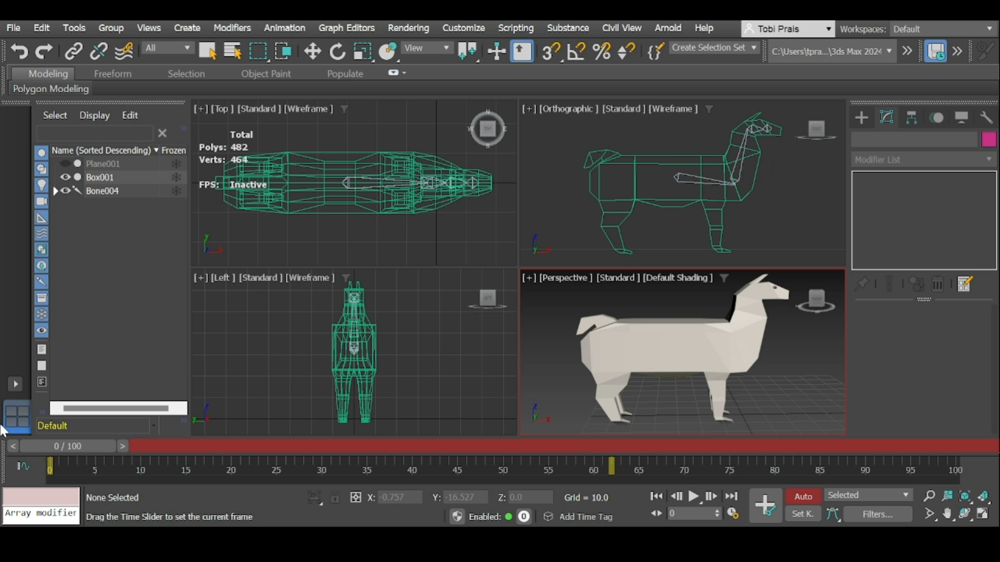 File Edit Tools Group Views Create Modifiers Animation Graph Editors Rendering Customize Scripting Substance Civil View Arnold Help Tobi Prais Workspaces: Default
All View Create Selection Set C:\Users\tpra...\3ds Max 2024
Modeling Freeform Selection Object Paint Populate
Polygon Modeling
Select Display Edit
Name (Sorted Descending) Frozen
Plane001
Box001
Bone004
Default
[+] [Top ] [Standard ] [Wireframe ]
Total
Polys: 482
Verts: 464
FPS: Inactive
N
W TOP E
S
y
z x
[+] [Orthographic ] [Standard ] [Wireframe ]
FRONT
z
y x
[+] [Left ] [Standard ] [Wireframe ]
LEFT
z
y x
[+] [Perspective ] [Standard ] [Default Shading ]
FRONT
z
y x
Modifier List
< 0 / 100 >
0 5 10 15 20 25 30 35 40 45 50 55 60 65 70 75 80 85 90 95 100
Array modifier
None Selected
X: -0.757 Y: -16.527 Z: 0.0 Grid = 10.0
Drag the Time Slider to set the current frame
Enabled: 0 Add Time Tag
0
Auto Selected
Set K. Filters...